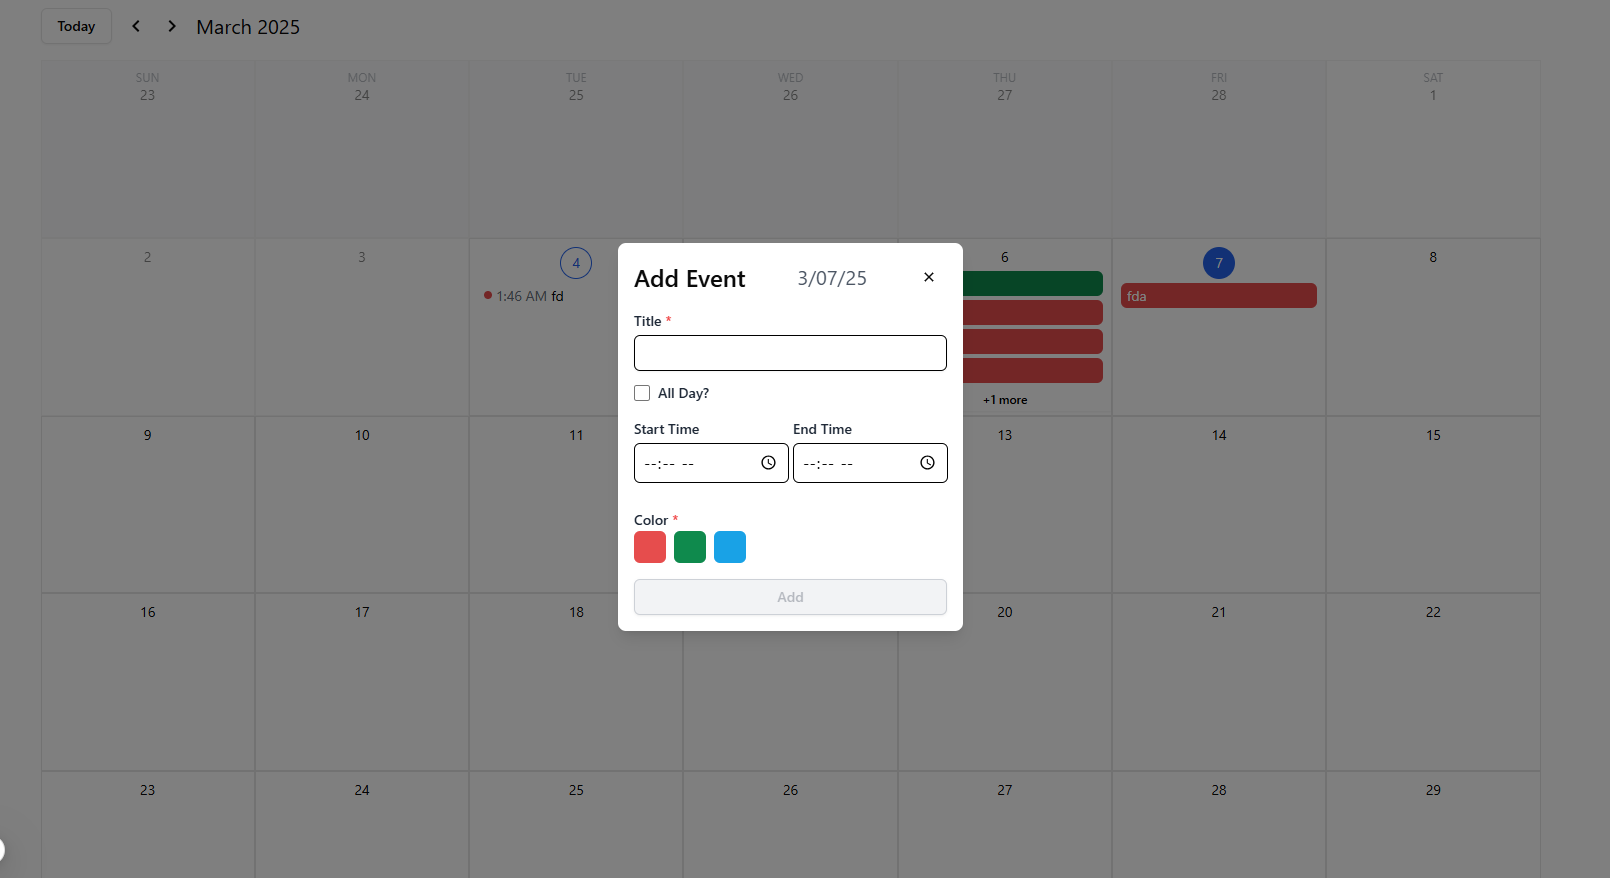 Today March 2025
SUN MON TUE WED THU FRI SAT
23 24 25 26 27 28 1
2 3 4 6 7 8
1:46 AM fd
fda
+1 more
Add Event 3/07/25
Title *
All Day?
Start Time End Time
--:-- -- --:-- --
Color *
Add
9 10 11 13 14 15
16 17 18 20 21 22
23 24 25 26 27 28 29